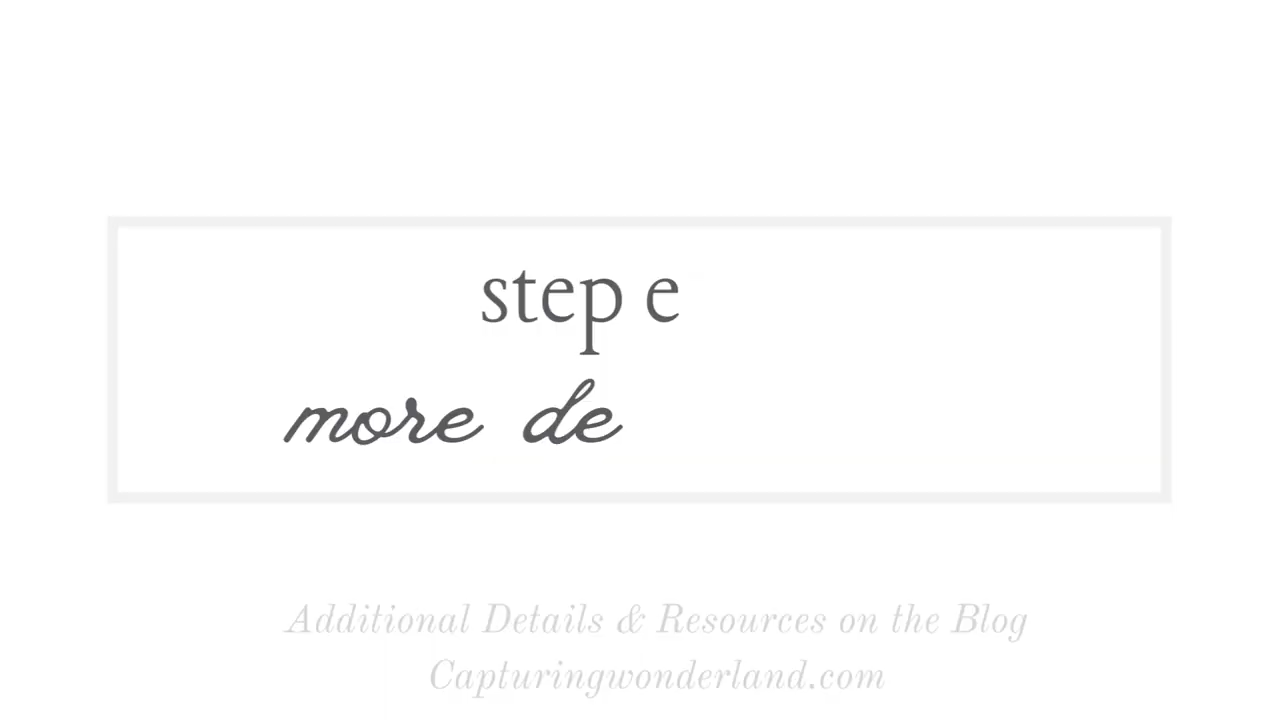 step e
more de
Additional Details & Resources on the Blog
Capturingwonderland.com